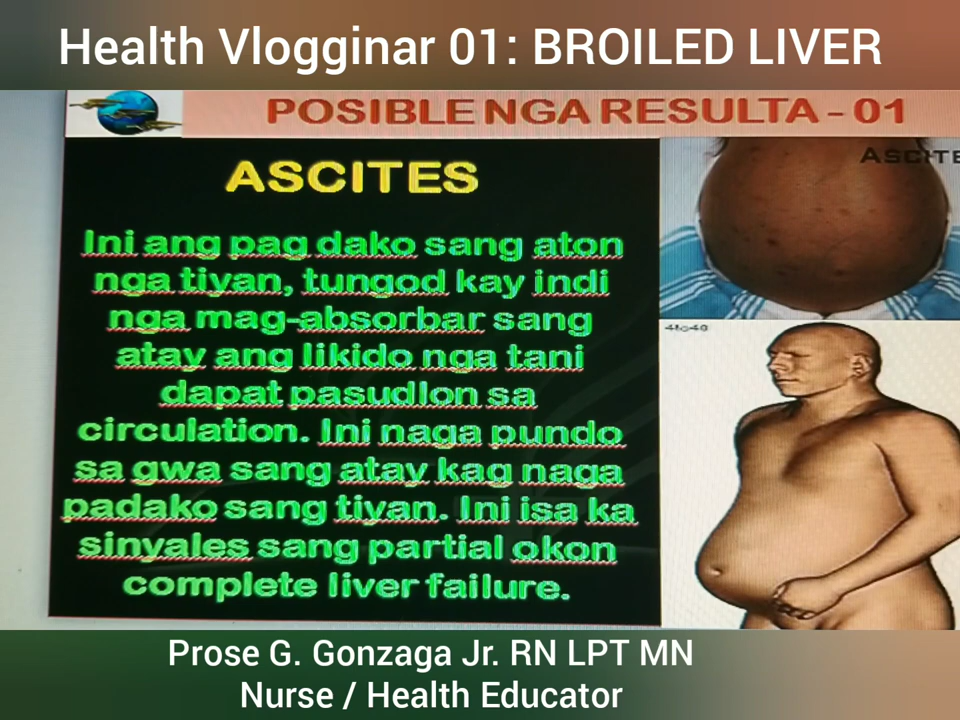 Health Vlogginar 01: BROILED LIVER
POSIBLE NGA RESULTA - 01
ASCITES
Ini ang pag dako sang aton
nga tiyan, tungod kay indi
nga mag-absorbar sang
atay ang likido nga tani
dapat pasudlon sa
circulation. Ini naga pundo
sa gwa sang atay kag naga
padako sang tiyan. Ini isa ka
sinyales sang partial okon
complete liver failure.
ASCITE
Prose G. Gonzaga Jr. RN LPT MN
Nurse / Health Educator